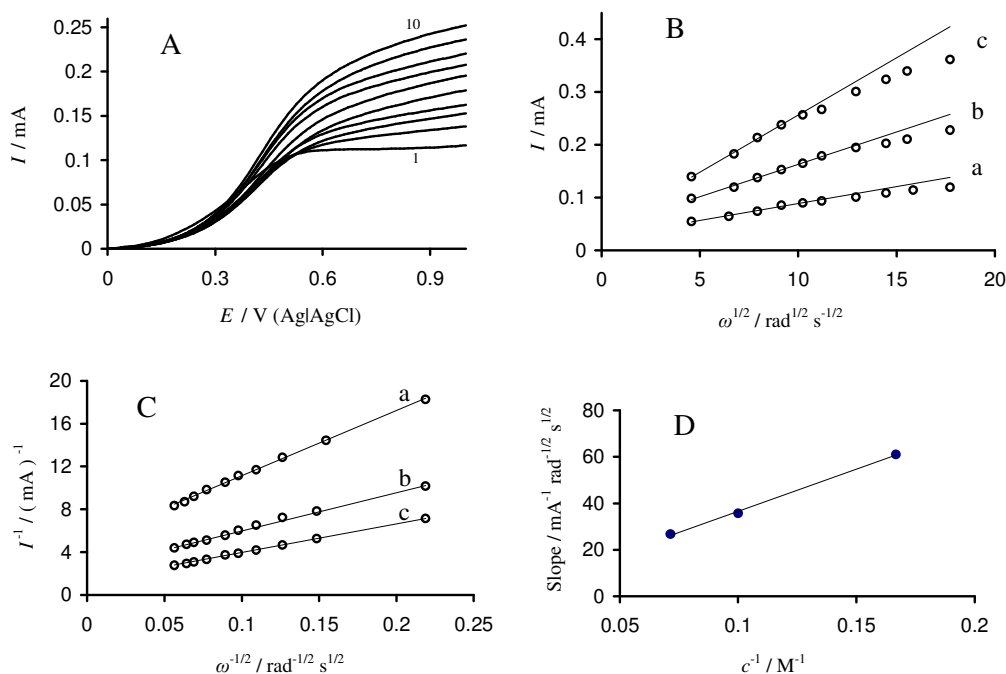 A
I / mA
0.25
0.2
0.15
0.1
0.05
0
10
1
0 0.3 0.6 0.9
E / V (Ag|AgCl)
B
I / mA
0.4
0.3
0.2
0.1
0.0
c
b
a
0 5 10 15 20
ω^{1/2} / rad^{1/2} s^{-1/2}
C
I^{-1} / ( mA )^{-1}
20
16
12
8
4
0
a
b
c
0 0.05 0.1 0.15 0.2 0.25
ω^{-1/2} / rad^{-1/2} s^{1/2}
D
Slope / mA^{-1} rad^{-1/2} s^{1/2}
80
60
40
20
0
0.05 0.1 0.15 0.2
c^{-1} / M^{-1}